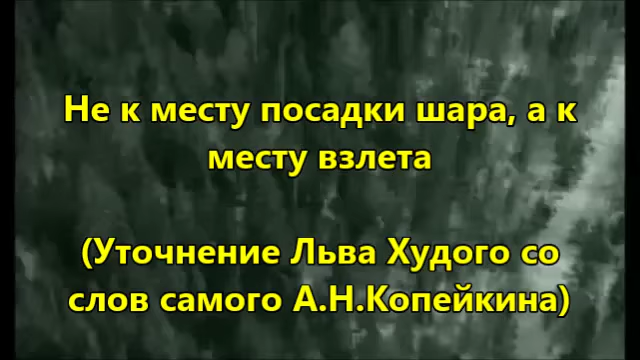 Не к месту посадки шара, а к
месту взлета
(Уточнение Льва Худого со
слов самого А.Н.Копейкина)